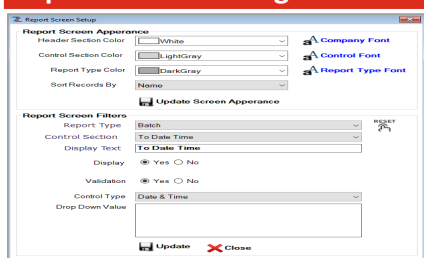 Report Screen Setup
Report Screen Apperance
Header Section Color White Company Font
Control Section Color LightGray Control Font
Report Type Color DarkGray Report Type Font
Sort Records By Name
Update Screen Apperance
Report Screen Filters
Report Type Batch RESET
Control Section To Date Time
Display Text To Date Time
Display Yes No
Validation Yes No
Control Type Date & Time
Drop Down Value
Update Close